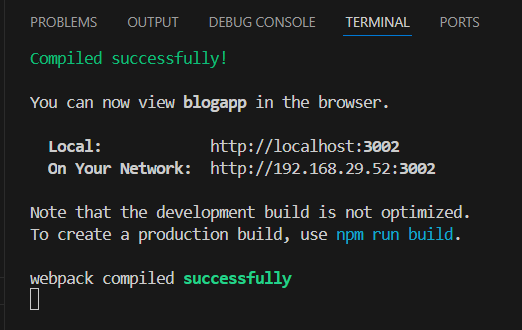 PROBLEMS OUTPUT DEBUG CONSOLE TERMINAL PORTS
Compiled successfully!
You can now view blogapp in the browser.
Local: http://localhost:3002
On Your Network: http://192.168.29.52:3002
Note that the development build is not optimized.
To create a production build, use npm run build.
webpack compiled successfully